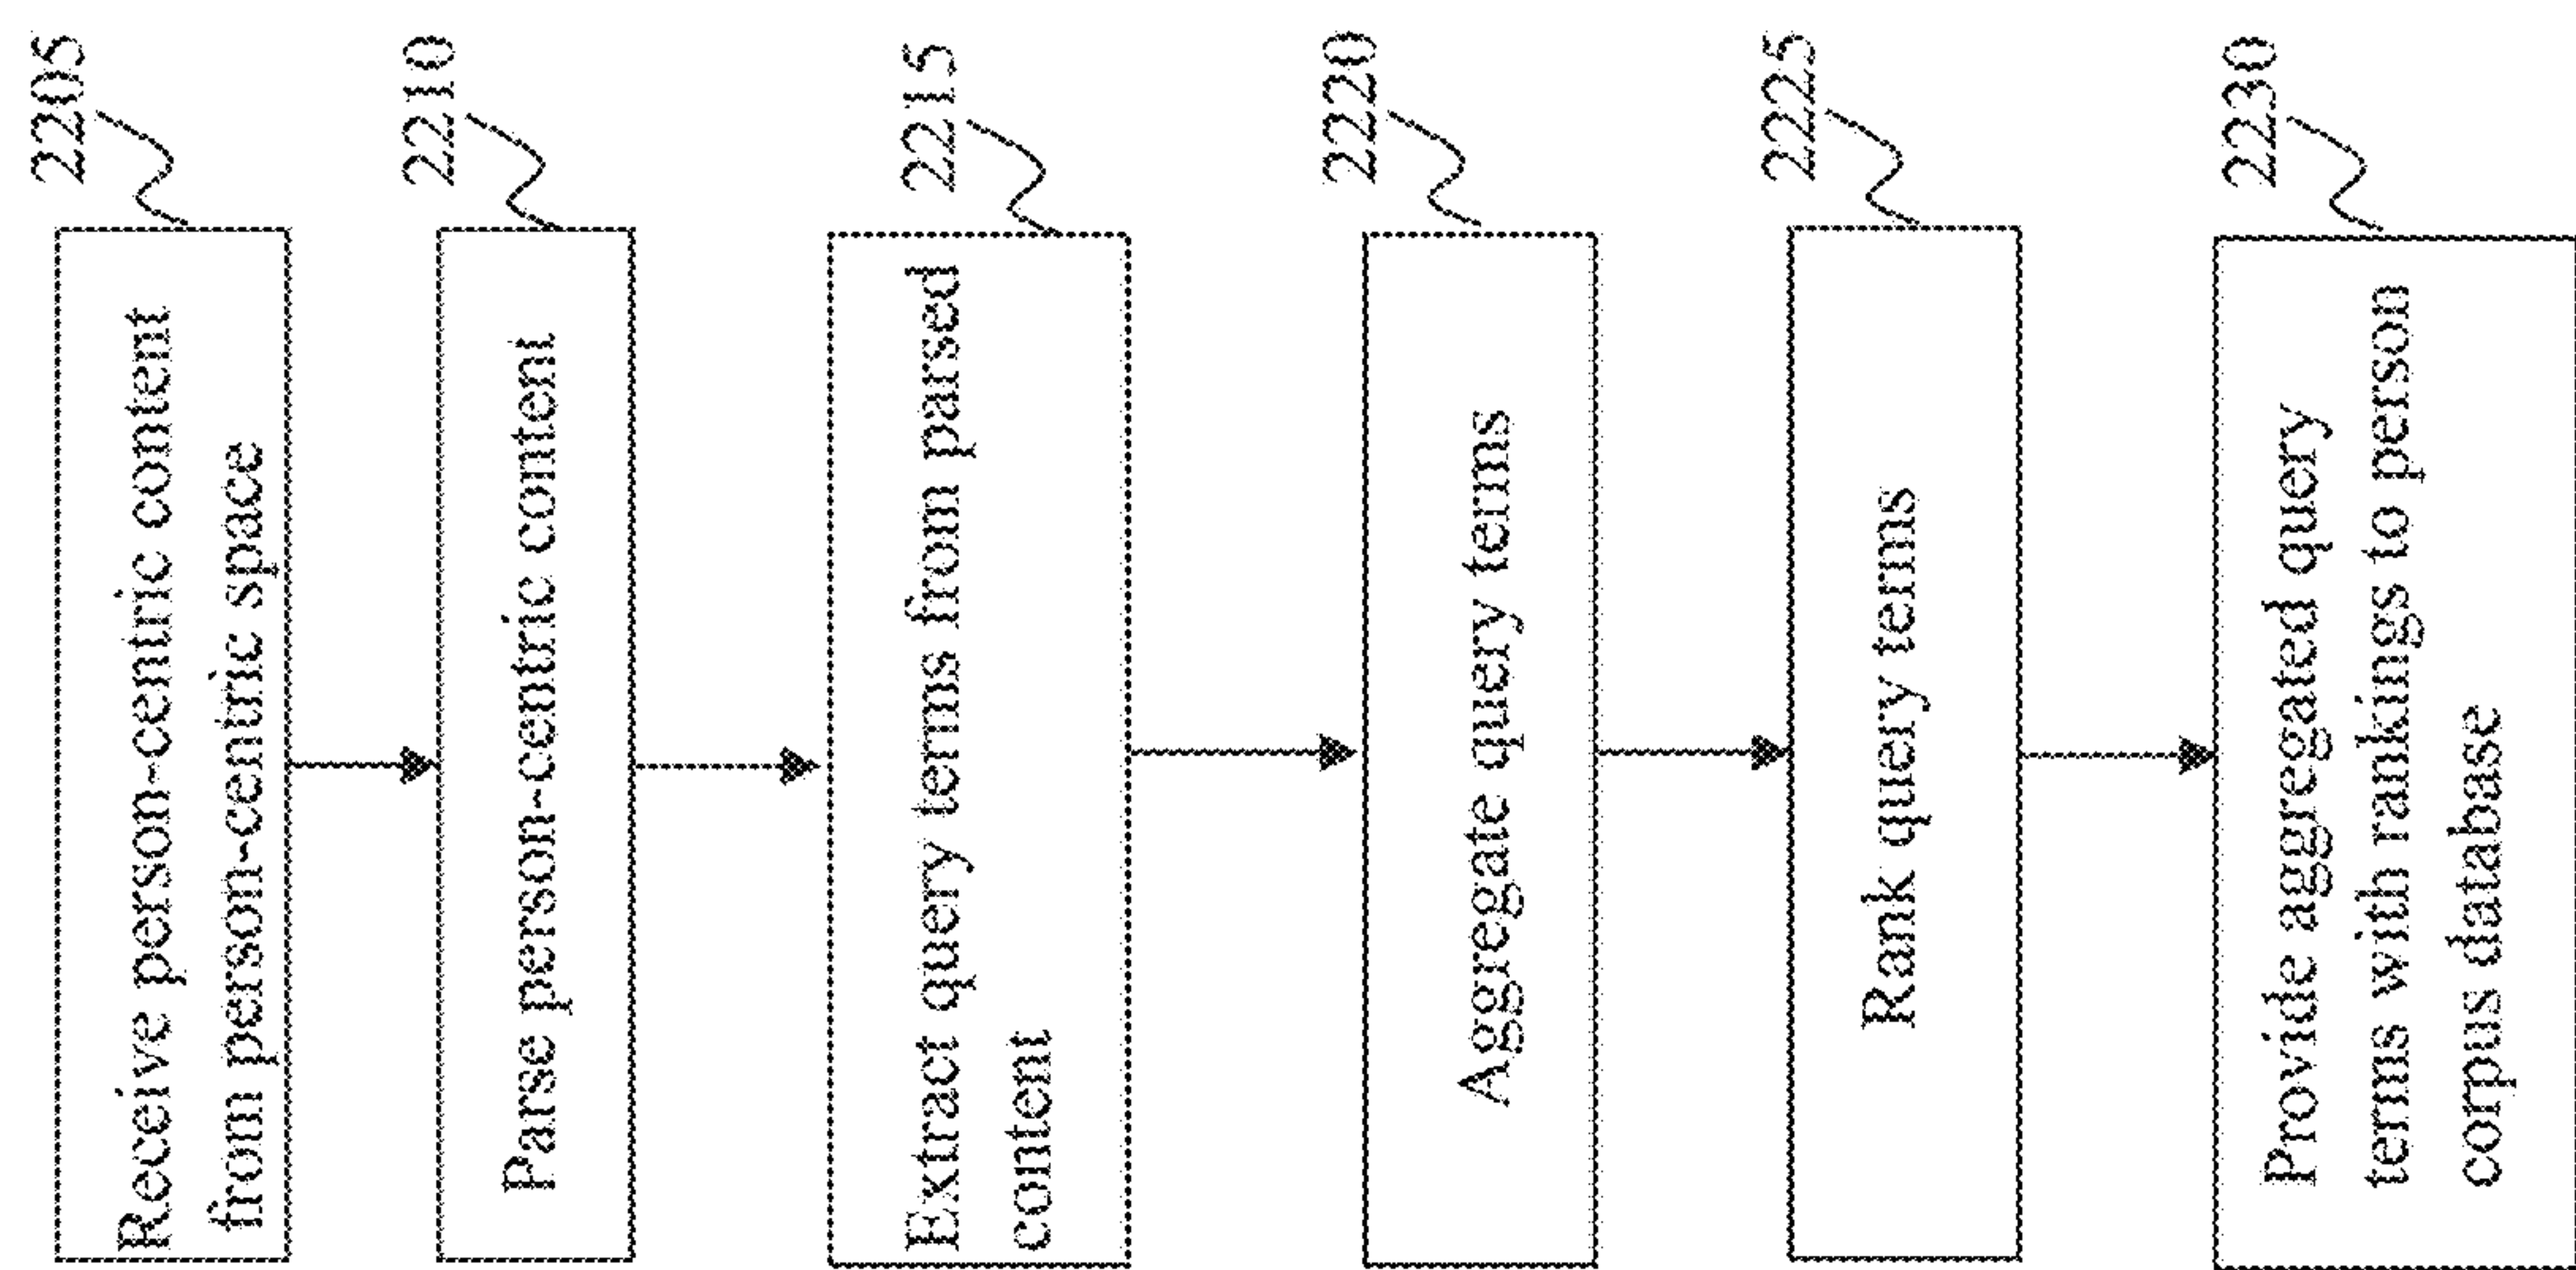 2205
Receive person-centric content
from person-centric space
2210
Parse person-centric content
2215
Extract query terms from parsed
content
2220
Aggregate query terms
2225
Rank query terms
2230
Provide aggregated query
terms with rankings to person
corpus database